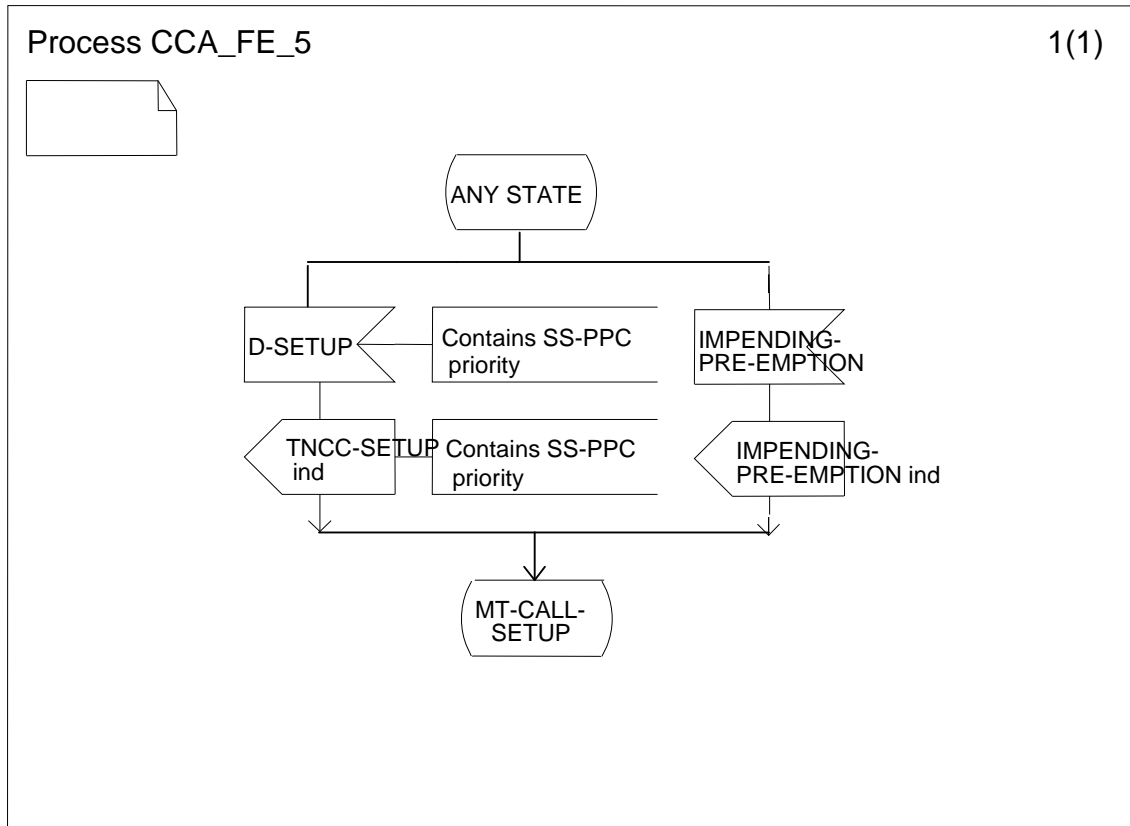 Process CCA_FE_5
1(1)
ANY STATE
D-SETUP
Contains SS-PPC
priority
IMPENDING-
PRE-EMPTION
TNCC-SETUP
ind
Contains SS-PPC
priority
IMPENDING-
PRE-EMPTION ind
MT-CALL-
SETUP